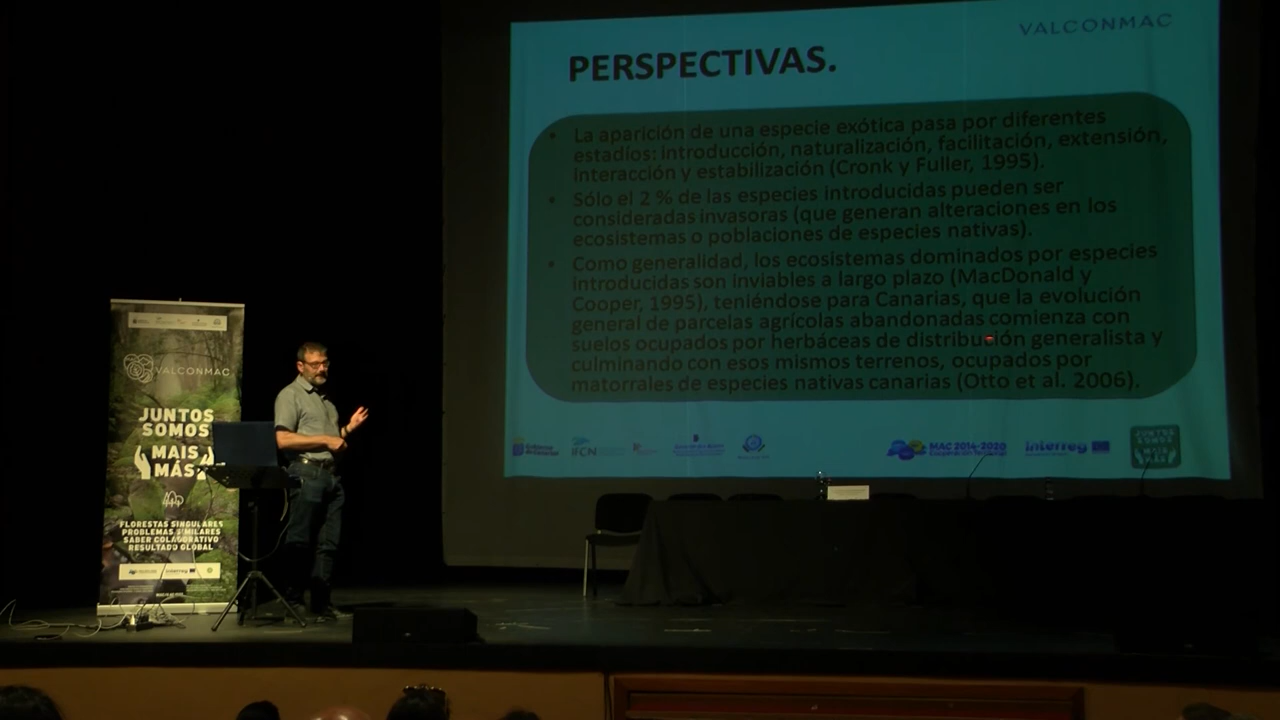 VALCONMAC
PERSPECTIVAS.
• La aparición de una especie exótica pasa por diferentes
estadios: introducción, naturalización, facilitación, extensión,
interacción y estabilización (Cronk y Fuller, 1995).
• Sólo el 2 % de las especies introducidas pueden ser
consideradas invasoras (que generan alteraciones en los
ecosistemas o poblaciones de especies nativas).
• Como generalidad, los ecosistemas dominados por especies
introducidas son inviables a largo plazo (MacDonald y
Cooper, 1995), teniéndose para Canarias, que la evolución
general de parcelas agrícolas abandonadas comienza con
suelos ocupados por herbáceas de distribución generalista y
culminando con esos mismos terrenos, ocupados por
matorrales de especies nativas canarias (Otto et al. 2006).
IFCN
MAC 2014-2020
Interreg
JUNTOS
SOMOS
MAIS
MÁS
VALCONMAC
JUNTOS
SOMOS
MAIS
MÁS
FLORESTAS SINGULARES
PROBLEMAS SIMILARES
SABER COLABORATIVO
RESULTADO GLOBAL